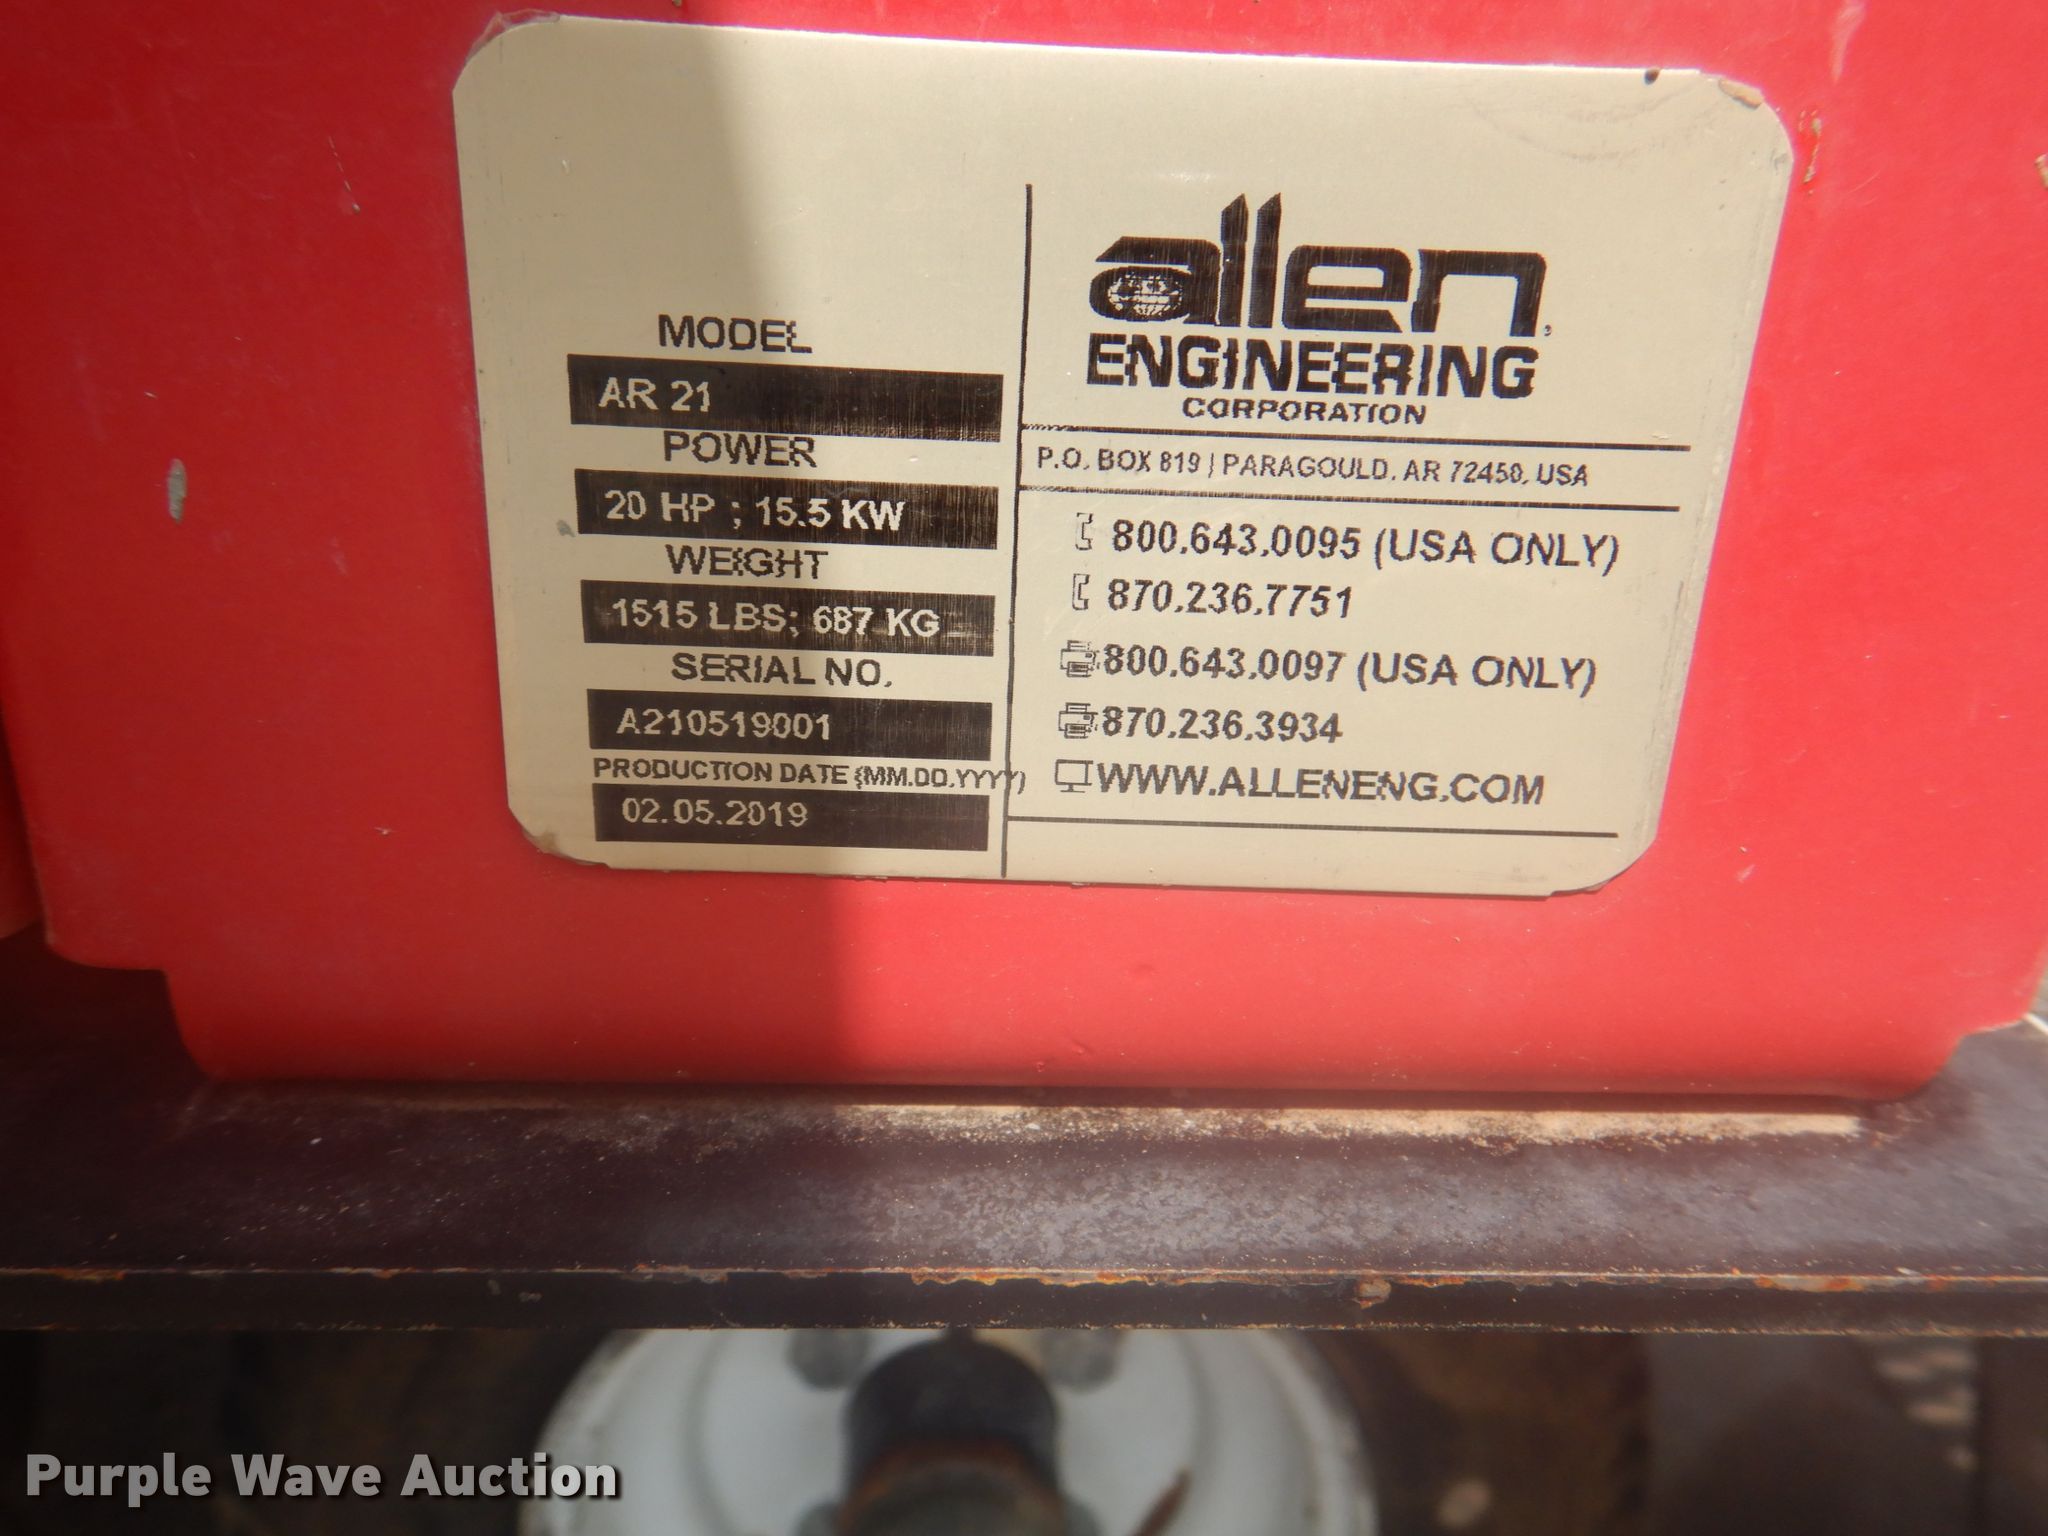 MODEL
AR 21
POWER
20 HP ; 15.5 KW
WEIGHT
1515 LBS; 687 KG
SERIAL NO.
A210519001
PRODUCTION DATE (MM.DD.YYYY)
02.05.2019
allen
ENGINEERING
CORPORATION
P.O. BOX 819 | PARAGOULD, AR 72450, USA
800.643.0095 (USA ONLY)
870.236.7751
800.643.0097 (USA ONLY)
870.236.3934
WWW.ALLENENG.COM
Purple Wave Auction